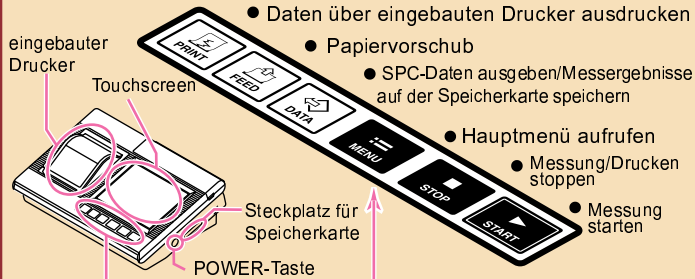 ● Daten über eingebauten Drucker ausdrucken
● Papiervorschub
● SPC-Daten ausgeben/Messergebnisse
auf der Speicherkarte speichern
● Hauptmenü aufrufen
● Messung/Drucken
stoppen
● Messung
starten
PRINT
FEED
DATA
MENU
STOP
START
eingebauter
Drucker
Touchscreen
Steckplatz für
Speicherkarte
POWER-Taste